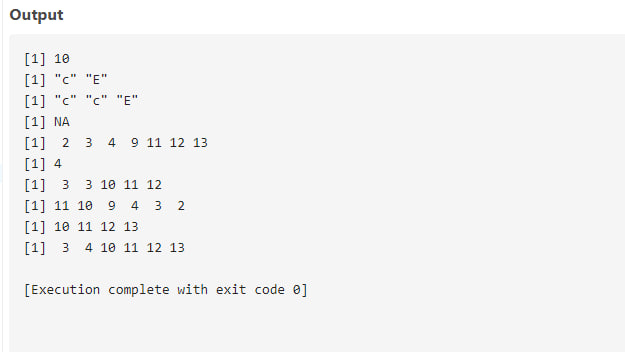 Output
[1] 10
[1] "c" "E"
[1] "c" "c" "E"
[1] NA
[1]  2  3  4  9 11 12 13
[1] 4
[1]  3  3 10 11 12
[1] 11 10  9  4  3  2
[1] 10 11 12 13
[1]  3  4 10 11 12 13
[Execution complete with exit code 0]